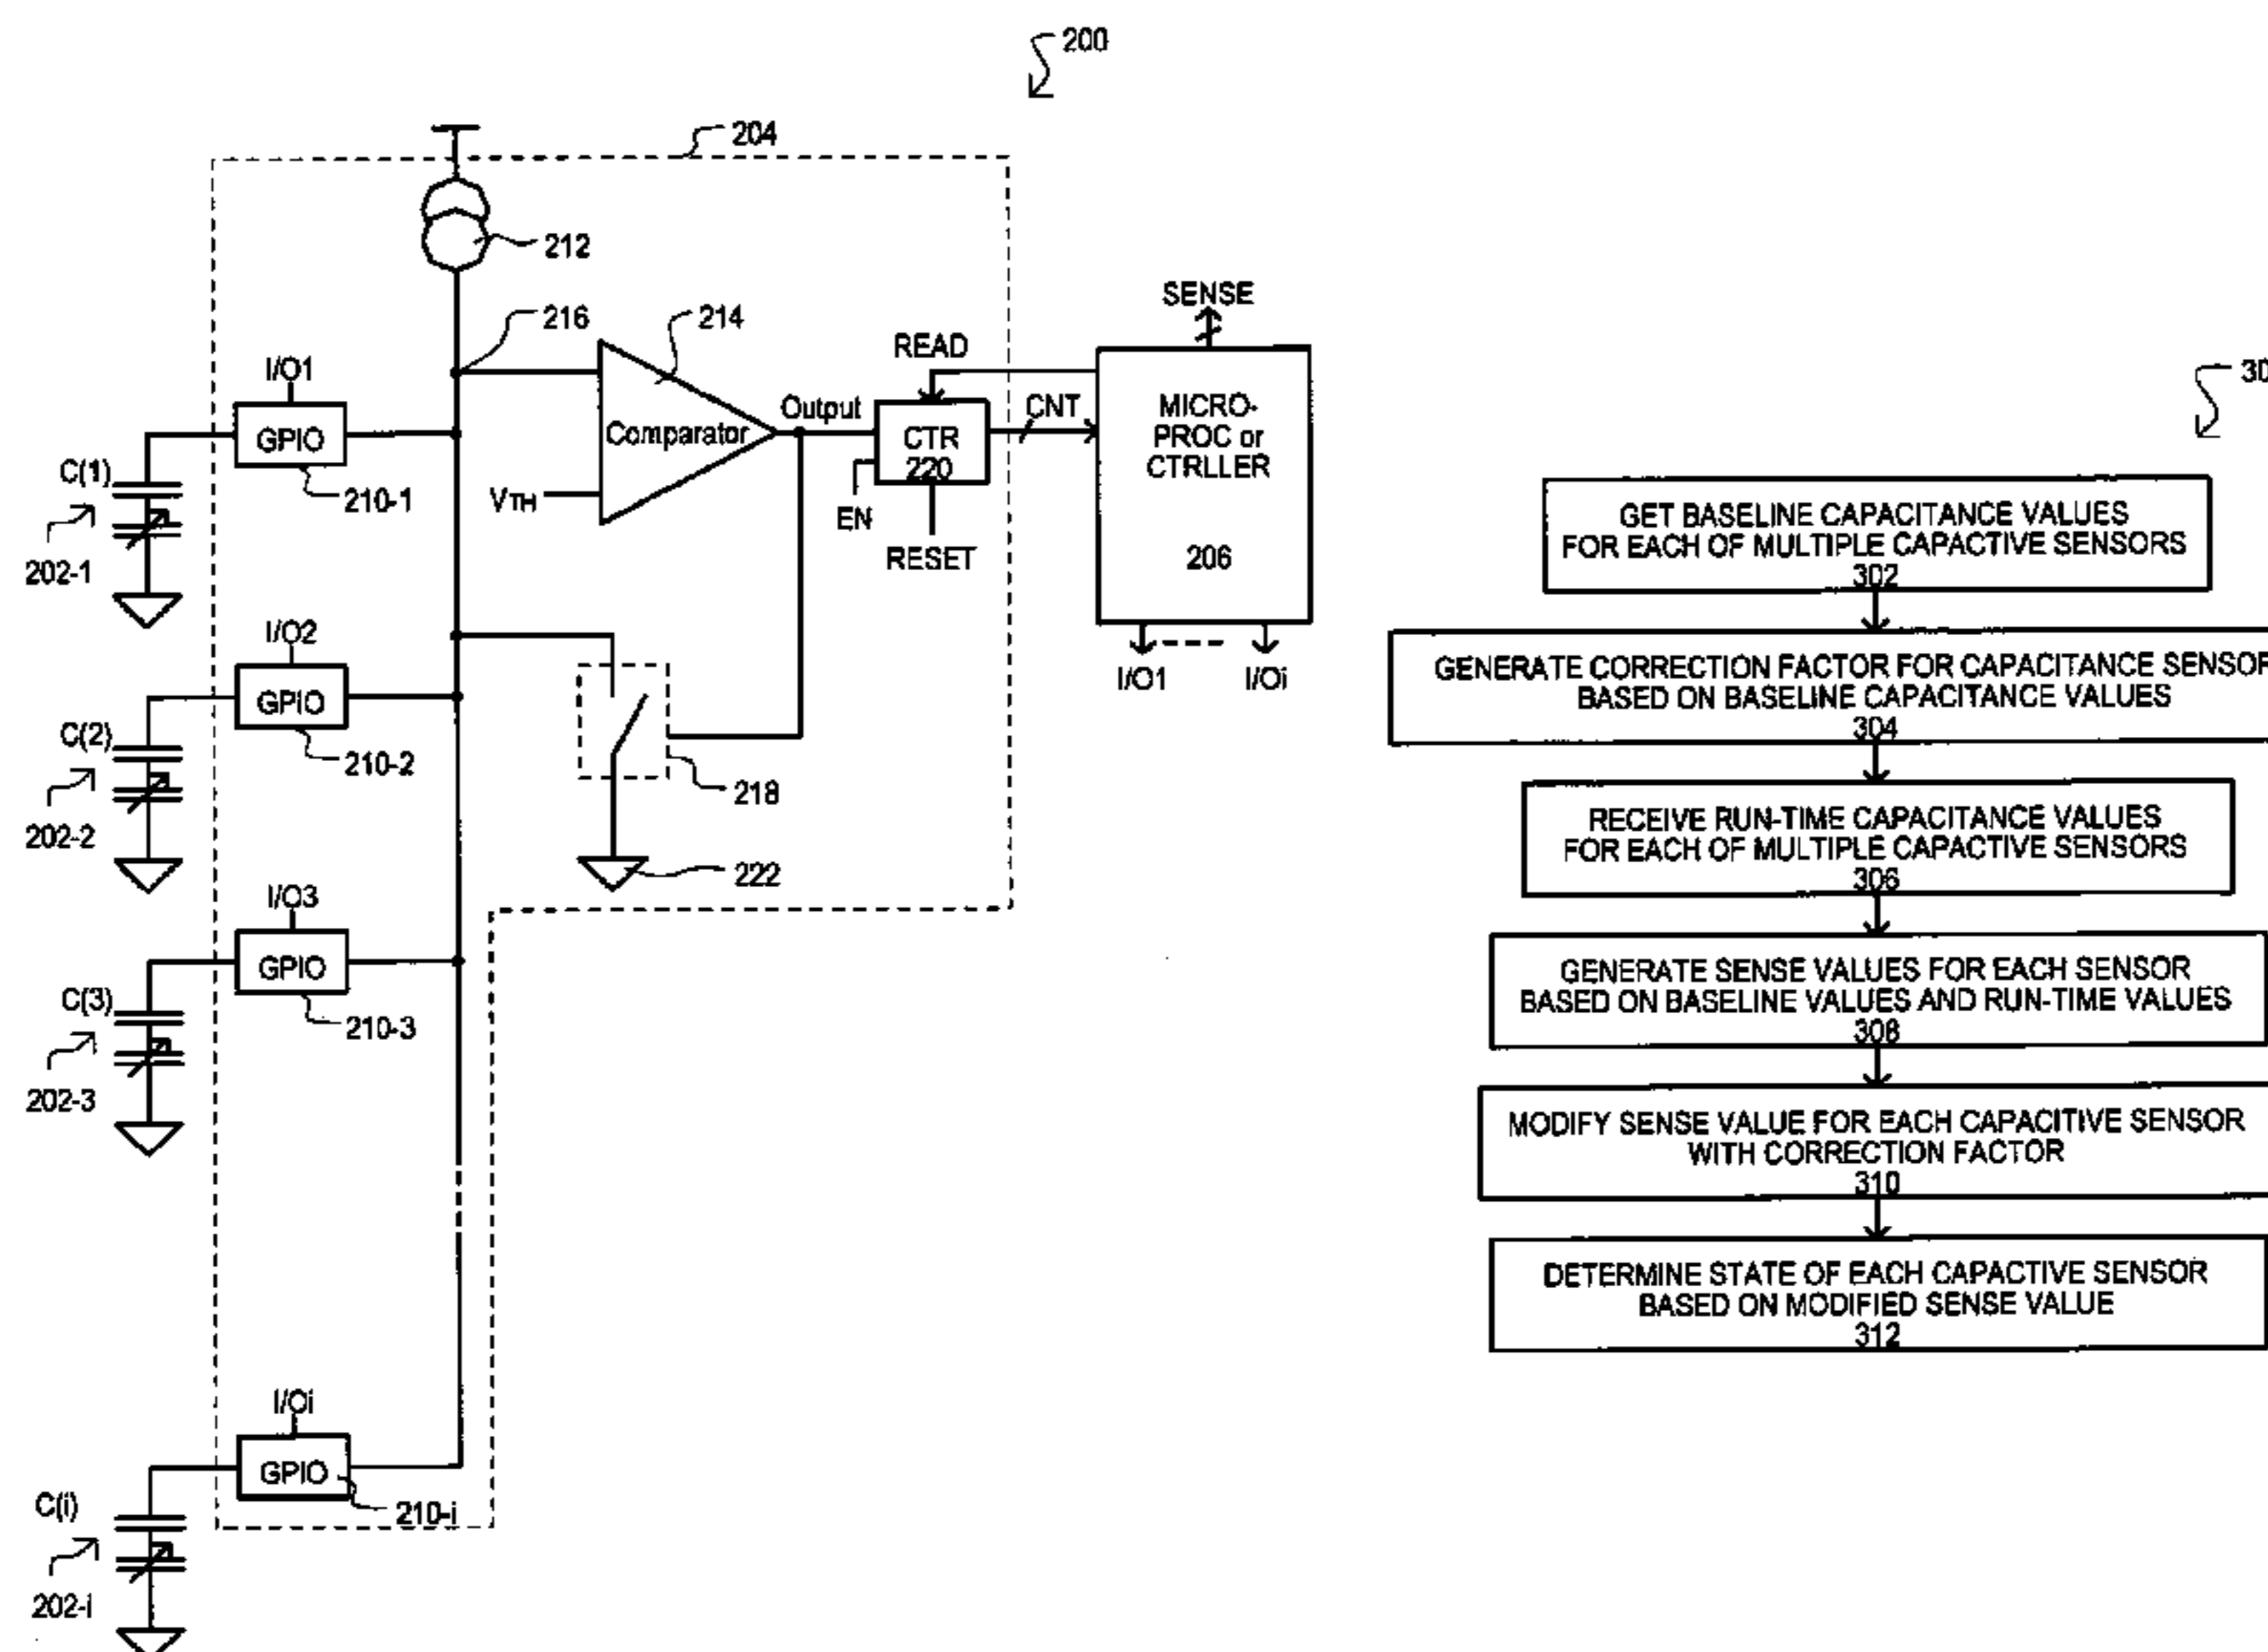 200
204
212
216
214
I/O1
GPIO
C(1)
210-1
202-1
Comparator
VTH
Output
READ
CTR
220
EN
RESET
CNT
SENSE
MICRO-
PROC or
CTRLLER
206
I/O1
I/Oi
I/O2
GPIO
C(2)
210-2
202-2
218
222
I/O3
GPIO
C(3)
210-3
202-3
I/Oi
GPIO
C(i)
210-i
202-i
GET BASELINE CAPACITANCE VALUES
FOR EACH OF MULTIPLE CAPACTIVE SENSORS
302
GENERATE CORRECTION FACTOR FOR CAPACITANCE SENSOR
BASED ON BASELINE CAPACITANCE VALUES
304
RECEIVE RUN-TIME CAPACITANCE VALUES
FOR EACH OF MULTIPLE CAPACTIVE SENSORS
306
GENERATE SENSE VALUES FOR EACH SENSOR
BASED ON BASELINE VALUES AND RUN-TIME VALUES
308
MODIFY SENSE VALUE FOR EACH CAPACITIVE SENSOR
WITH CORRECTION FACTOR
310
DETERMINE STATE OF EACH CAPACTIVE SENSOR
BASED ON MODIFIED SENSE VALUE
312